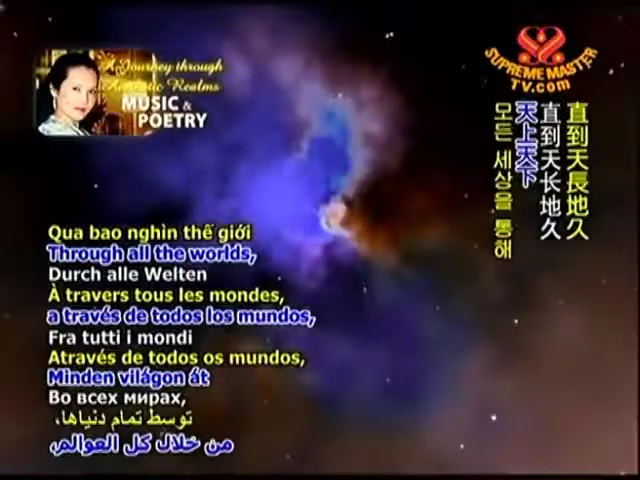 A Journey through
Aesthetic Realms
MUSIC &
POETRY
SUPREME MASTER
TV.com
直到天長地久
直到天长地久
天上天下
모든 세상을 통해
Qua bao nghìn thế giới
Through all the worlds,
Durch alle Welten
À travers tous les mondes,
a través de todos los mundos,
Fra tutti i mondi
Através de todos os mundos,
Minden világon át
Во всех мирах,
توسط تمام دنیاها،
من خلال كل العوالم،